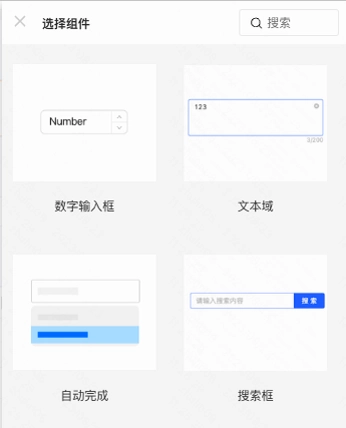 选择组件
搜索
Number
123
3/200
数字输入框
文本域
请输入搜索内容
搜索
自动完成
搜索框